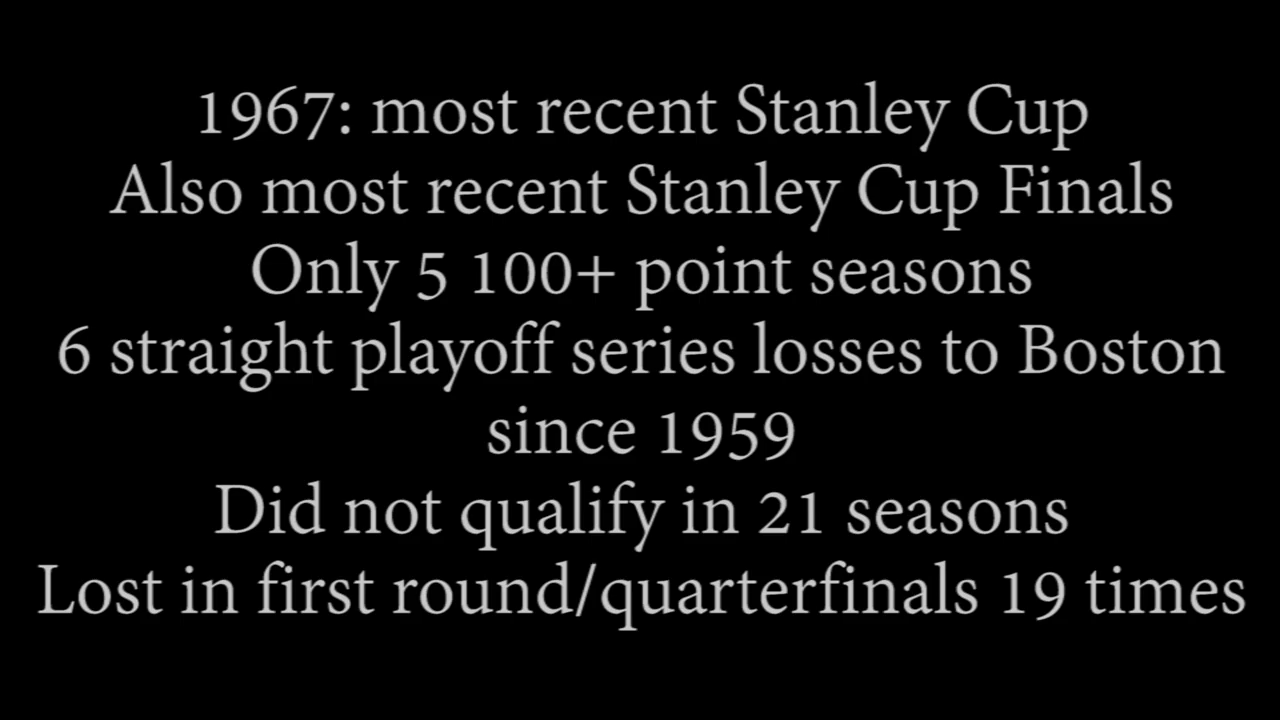 1967: most recent Stanley Cup
Also most recent Stanley Cup Finals
Only 5 100+ point seasons
6 straight playoff series losses to Boston
since 1959
Did not qualify in 21 seasons
Lost in first round/quarterfinals 19 times